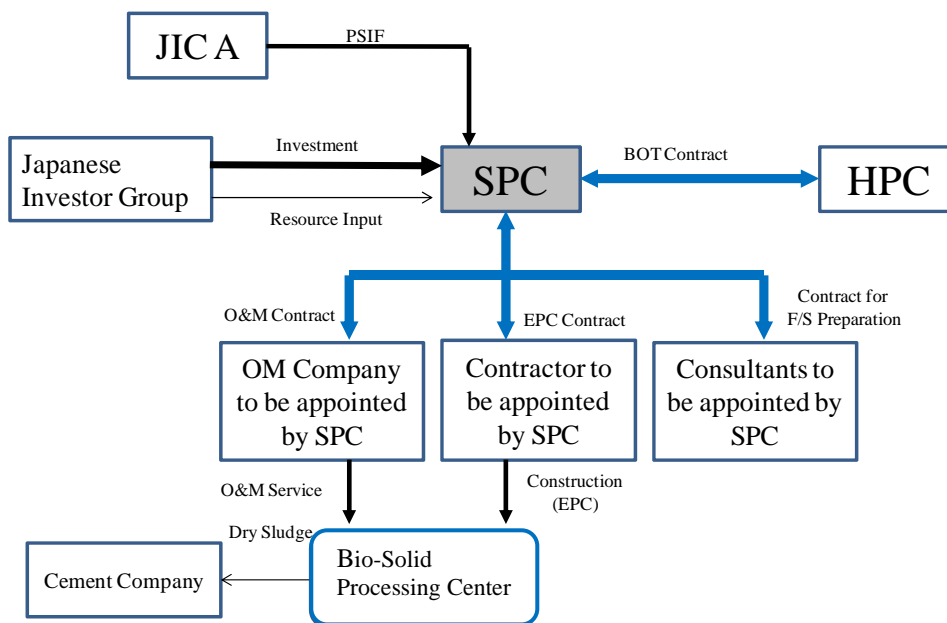 JIC A
PSIF
Japanese
Investor Group
Investment
Resource Input
SPC
BOT Contract
HPC
O&M Contract
EPC Contract
Contract for
F/S Preparation
OM Company
to be appointed
by SPC
Contractor to
be appointed
by SPC
Consultants to
be appointed by
SPC
O&M Service
Construction
(EPC)
Dry Sludge
Cement Company
Bio-Solid
Processing Center